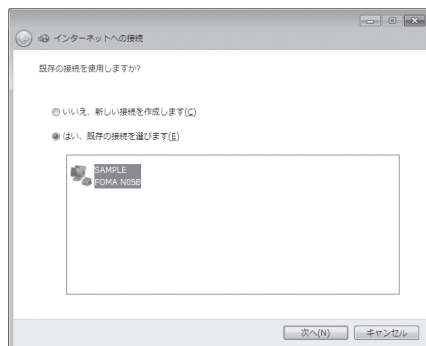 インターネットへの接続
既存の接続を使用しますか?
いいえ、新しい接続を作成します(C)
はい、既存の接続を選びます(E)
SAMPLE
FOMA N05B
次へ(N)
キャンセル